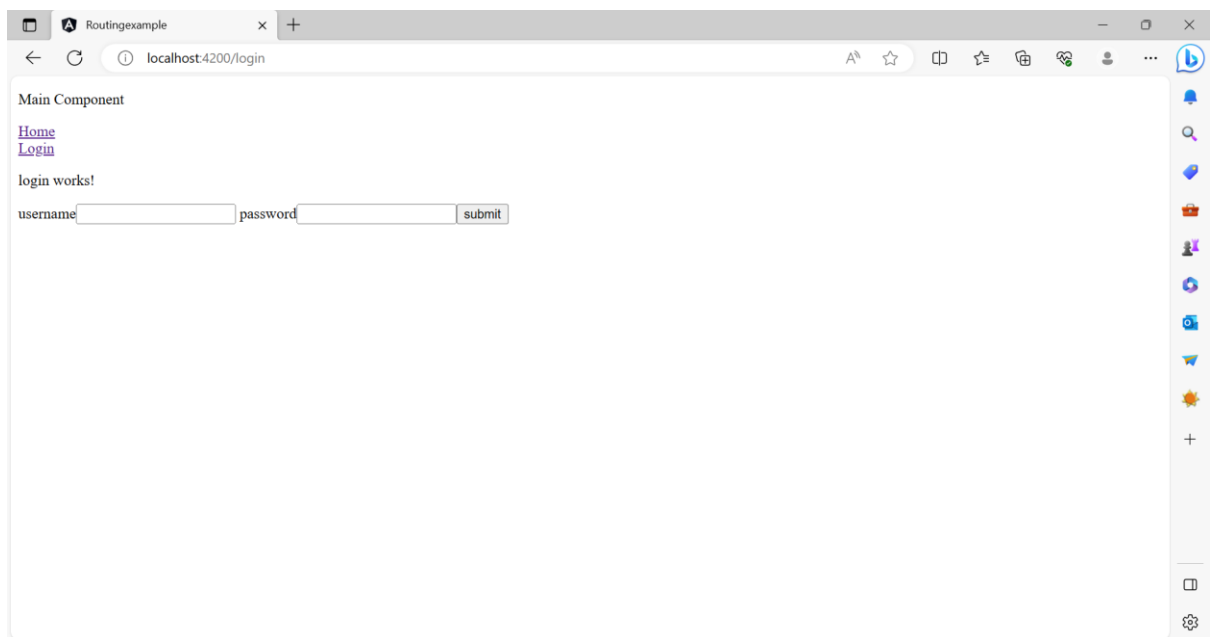 Routingexample
localhost:4200/login
Main Component
Home
Login
login works!
username password submit